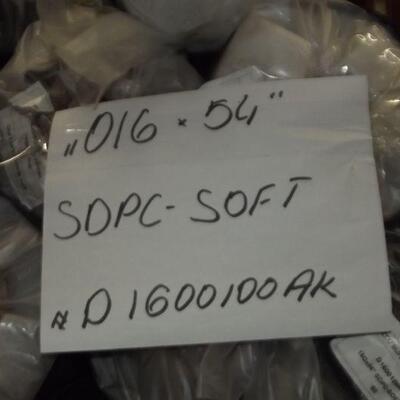 „016 × 54"
SDPC-SOFT
# D1600100AK